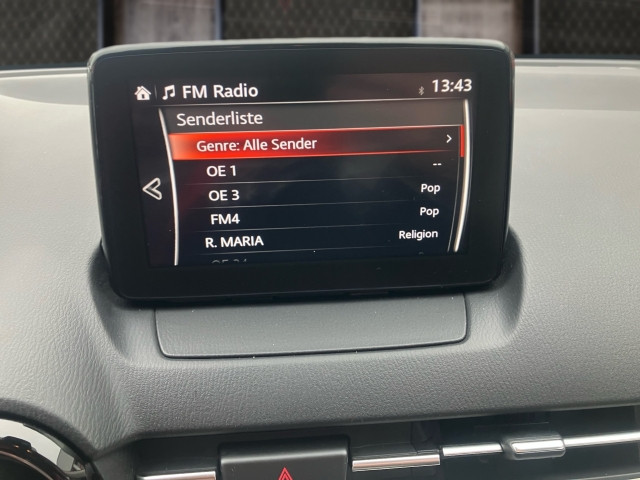 FM Radio 13:43
Senderliste
Genre: Alle Sender
OE 1 --
OE 3 Pop
FM4 Pop
R. MARIA Religion